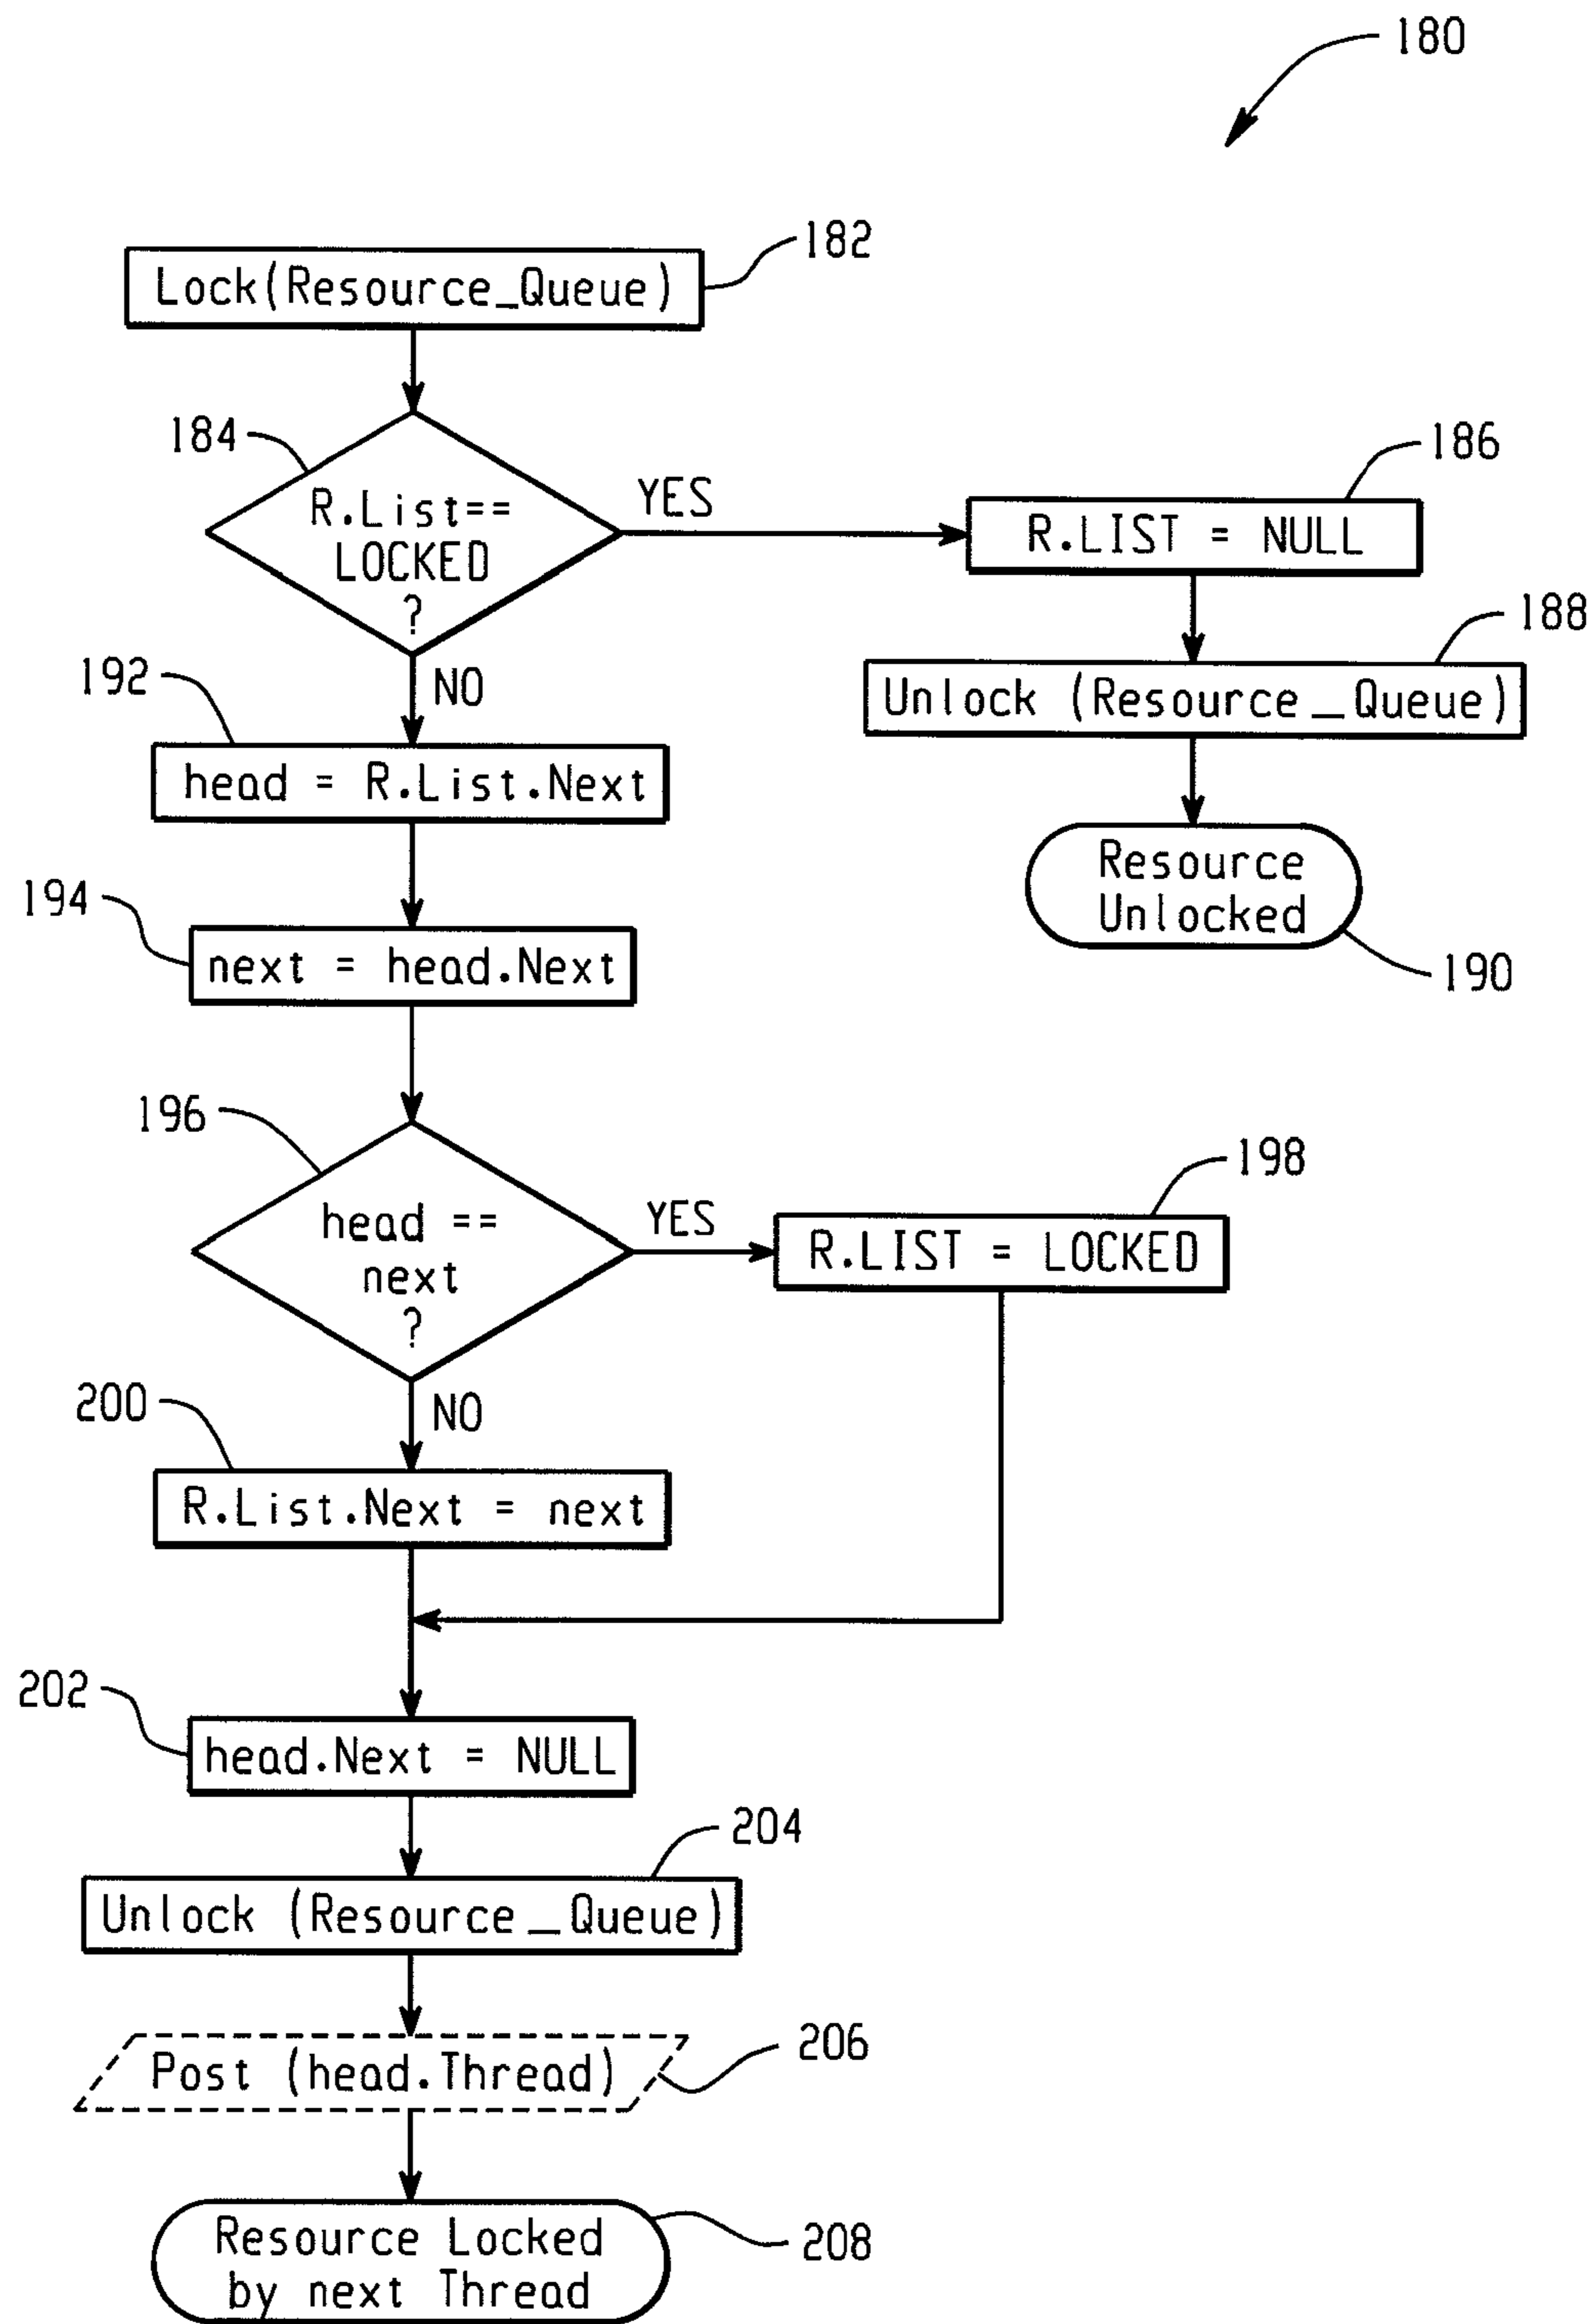 180
182
Lock(Resource_Queue)
184
R.List==
LOCKED
?
YES
186
R.LIST = NULL
188
Unlock (Resource_Queue)
Resource
Unlocked
190
NO
192
head = R.List.Next
194
next = head.Next
196
head ==
next
?
YES
198
R.LIST = LOCKED
NO
200
R.List.Next = next
202
head.Next = NULL
204
Unlock (Resource_Queue)
Post (head.Thread)
206
Resource Locked
by next Thread
208